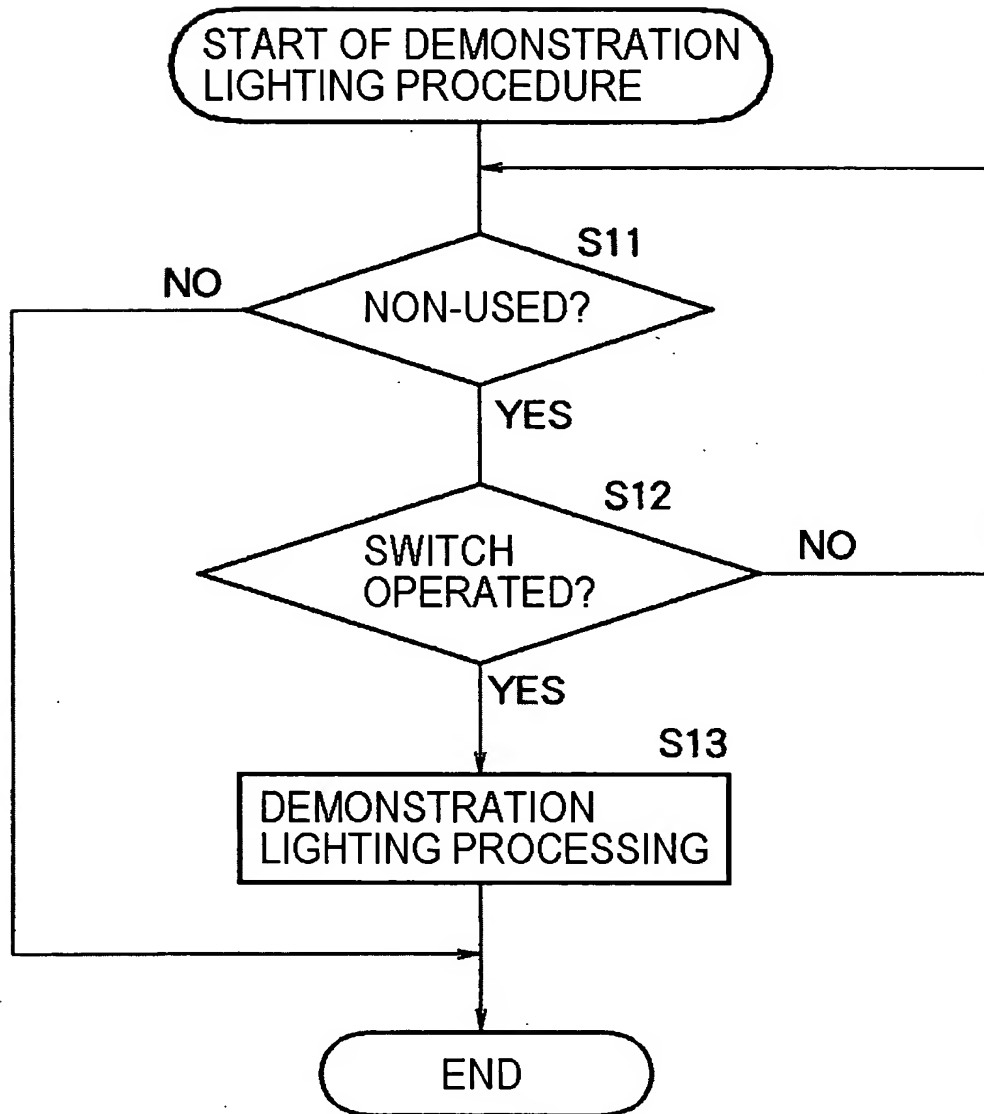 START OF DEMONSTRATION
LIGHTING PROCEDURE
S11
NO
NON-USED?
YES
S12
SWITCH
OPERATED?
NO
YES
S13
DEMONSTRATION
LIGHTING PROCESSING
END